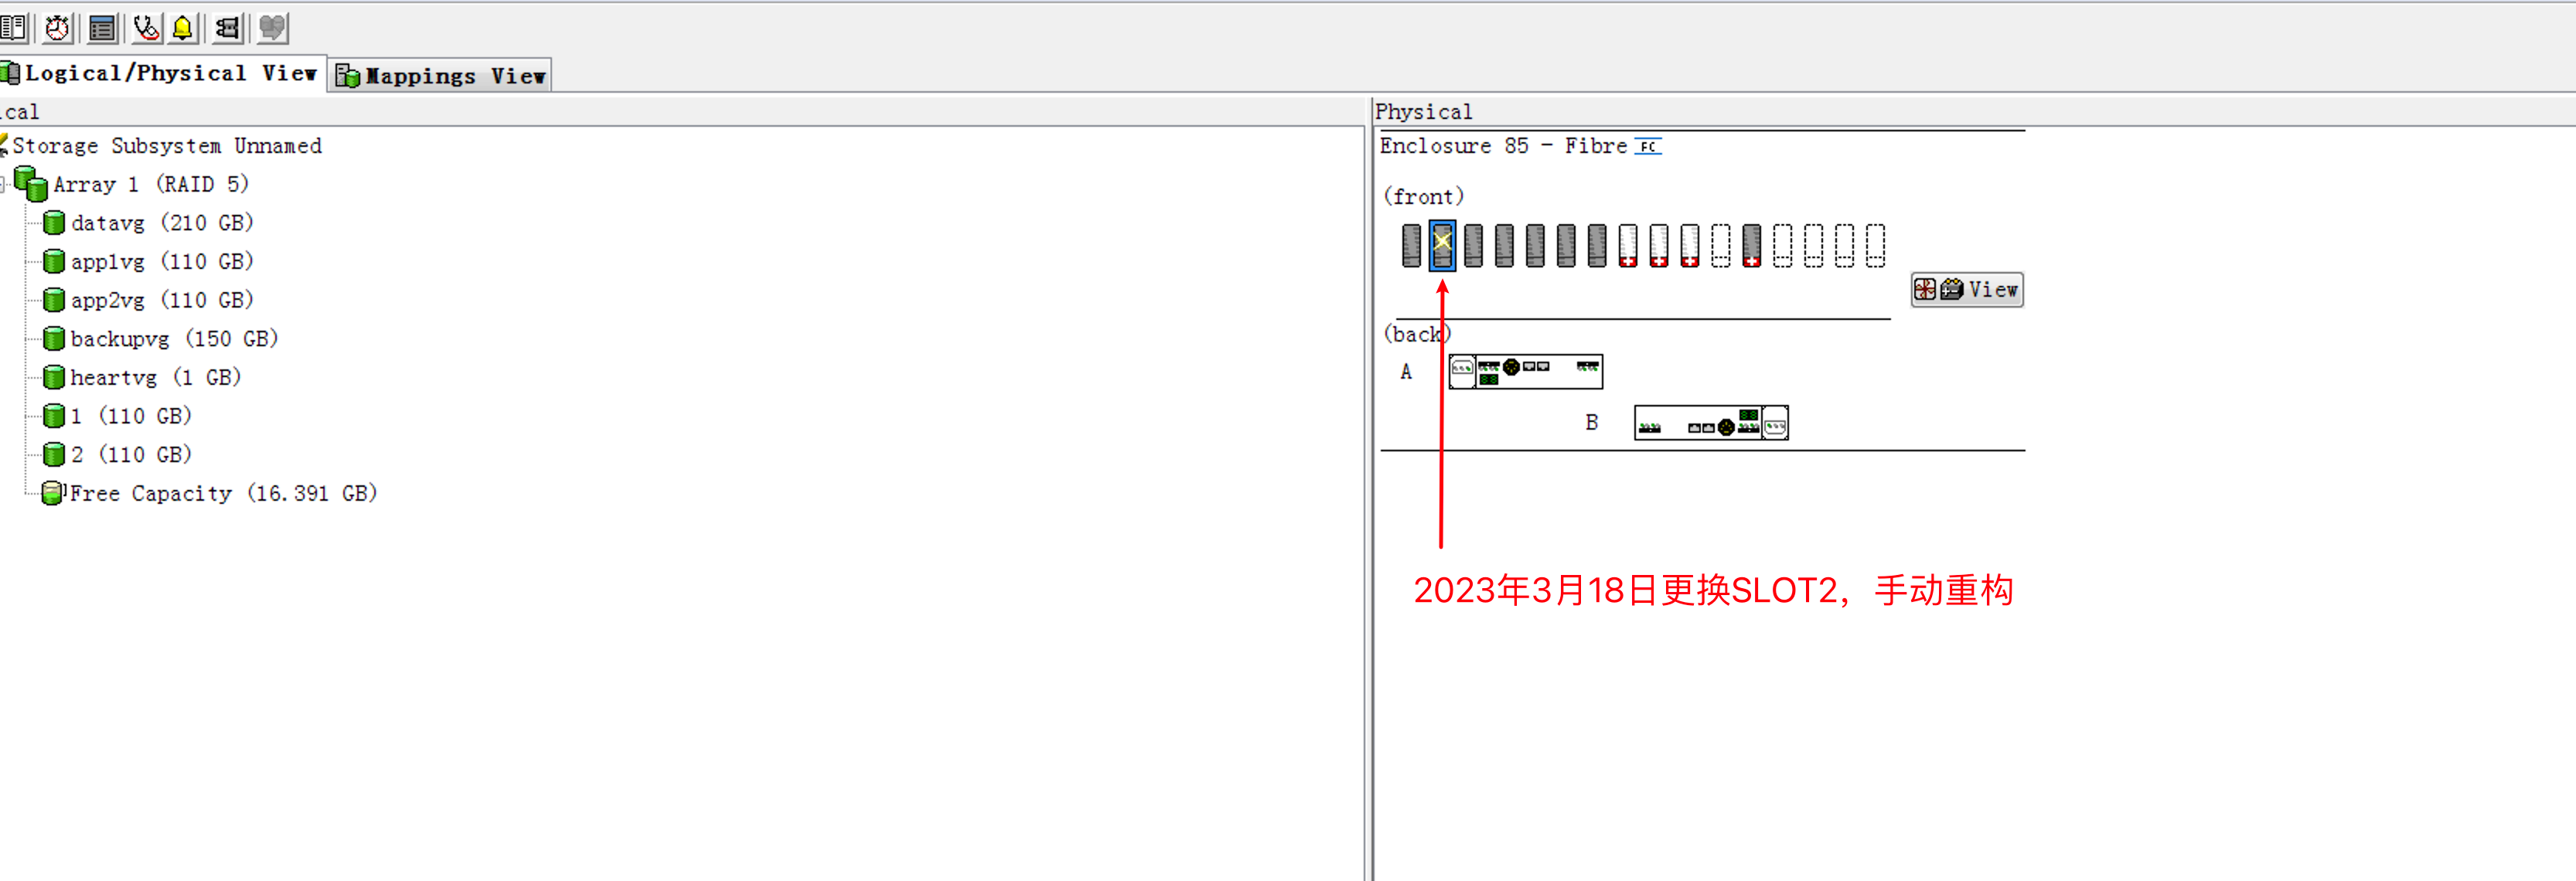 Logical/Physical View
Mappings View
ical
Physical
Storage Subsystem Unnamed
Array 1 (RAID 5)
datavg (210 GB)
app1vg (110 GB)
app2vg (110 GB)
backupvg (150 GB)
heartvg (1 GB)
1 (110 GB)
2 (110 GB)
Free Capacity (16.391 GB)
Enclosure 85 - Fibre FC
(front)
View
(back)
A
B
2023年3月18日更换SLOT2，手动重构